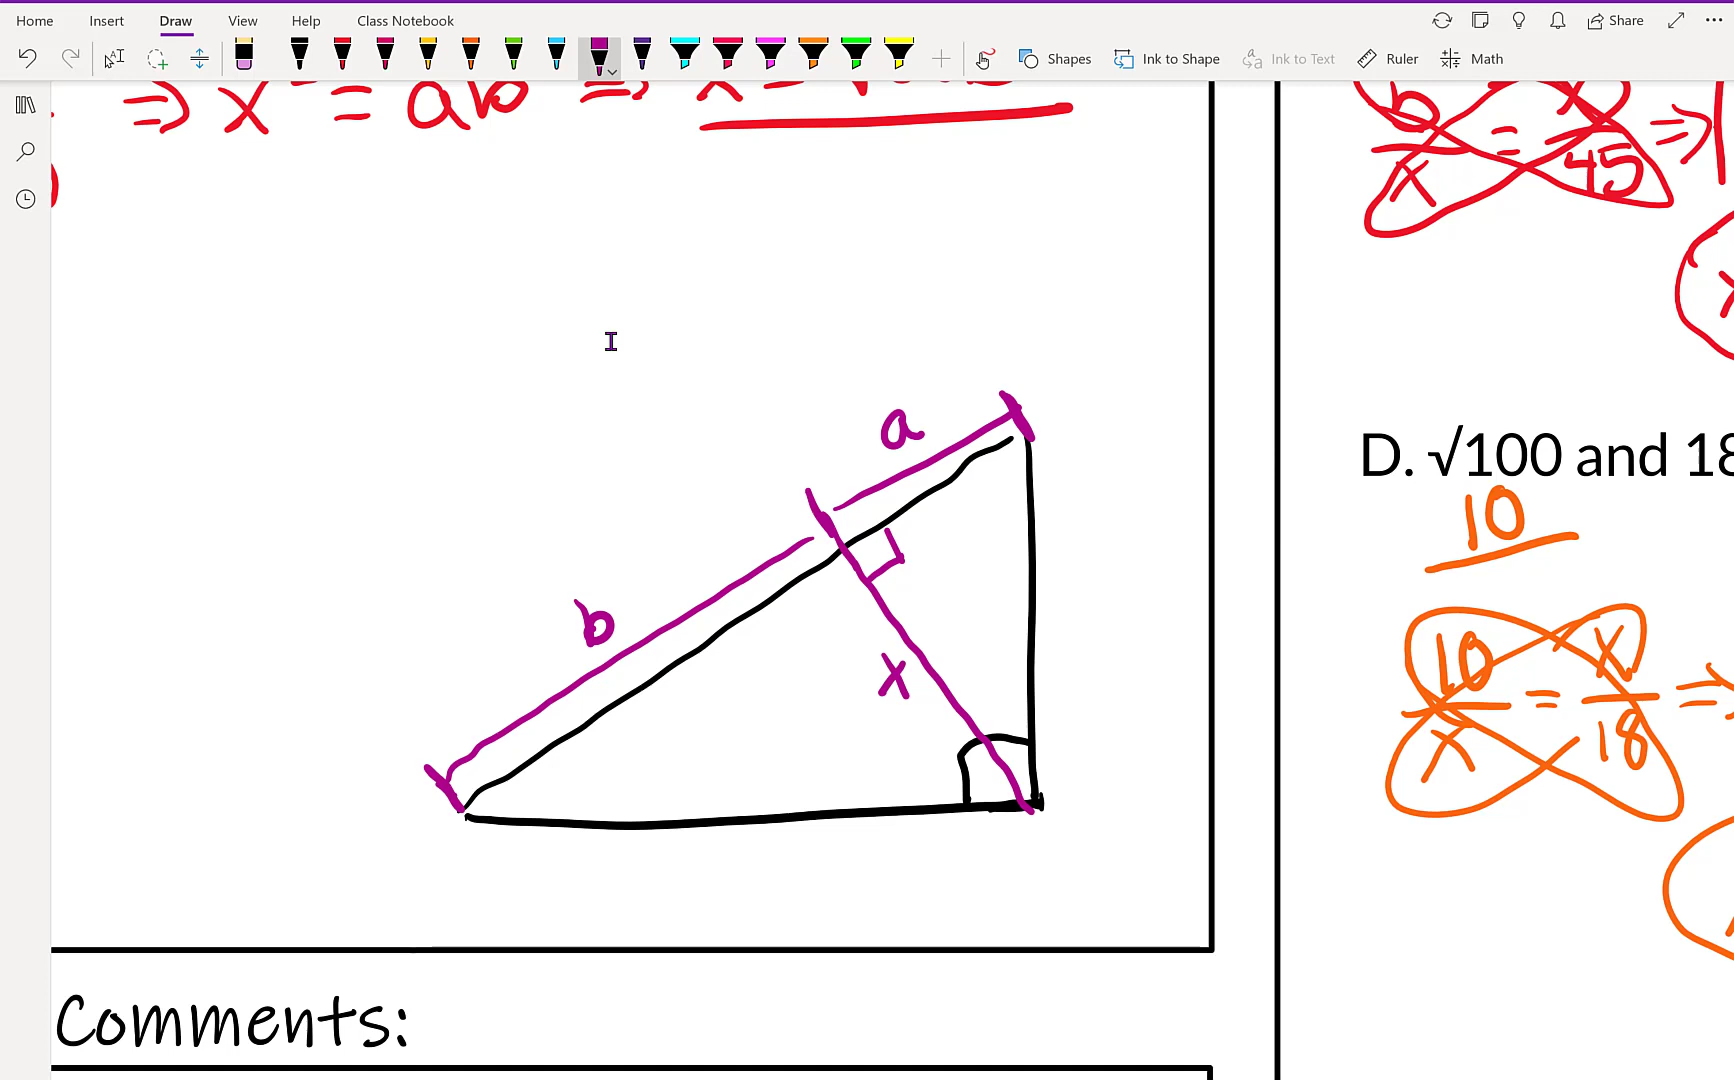 Home Insert Draw View Help Class Notebook Share
Shapes Ink to Shape Ink to Text Ruler Math
⇒ x = ab ⇒
b/x = x/45 ⇒
a
b
x
D. √100 and 18
10
10/x = x/18 ⇒
Comments: